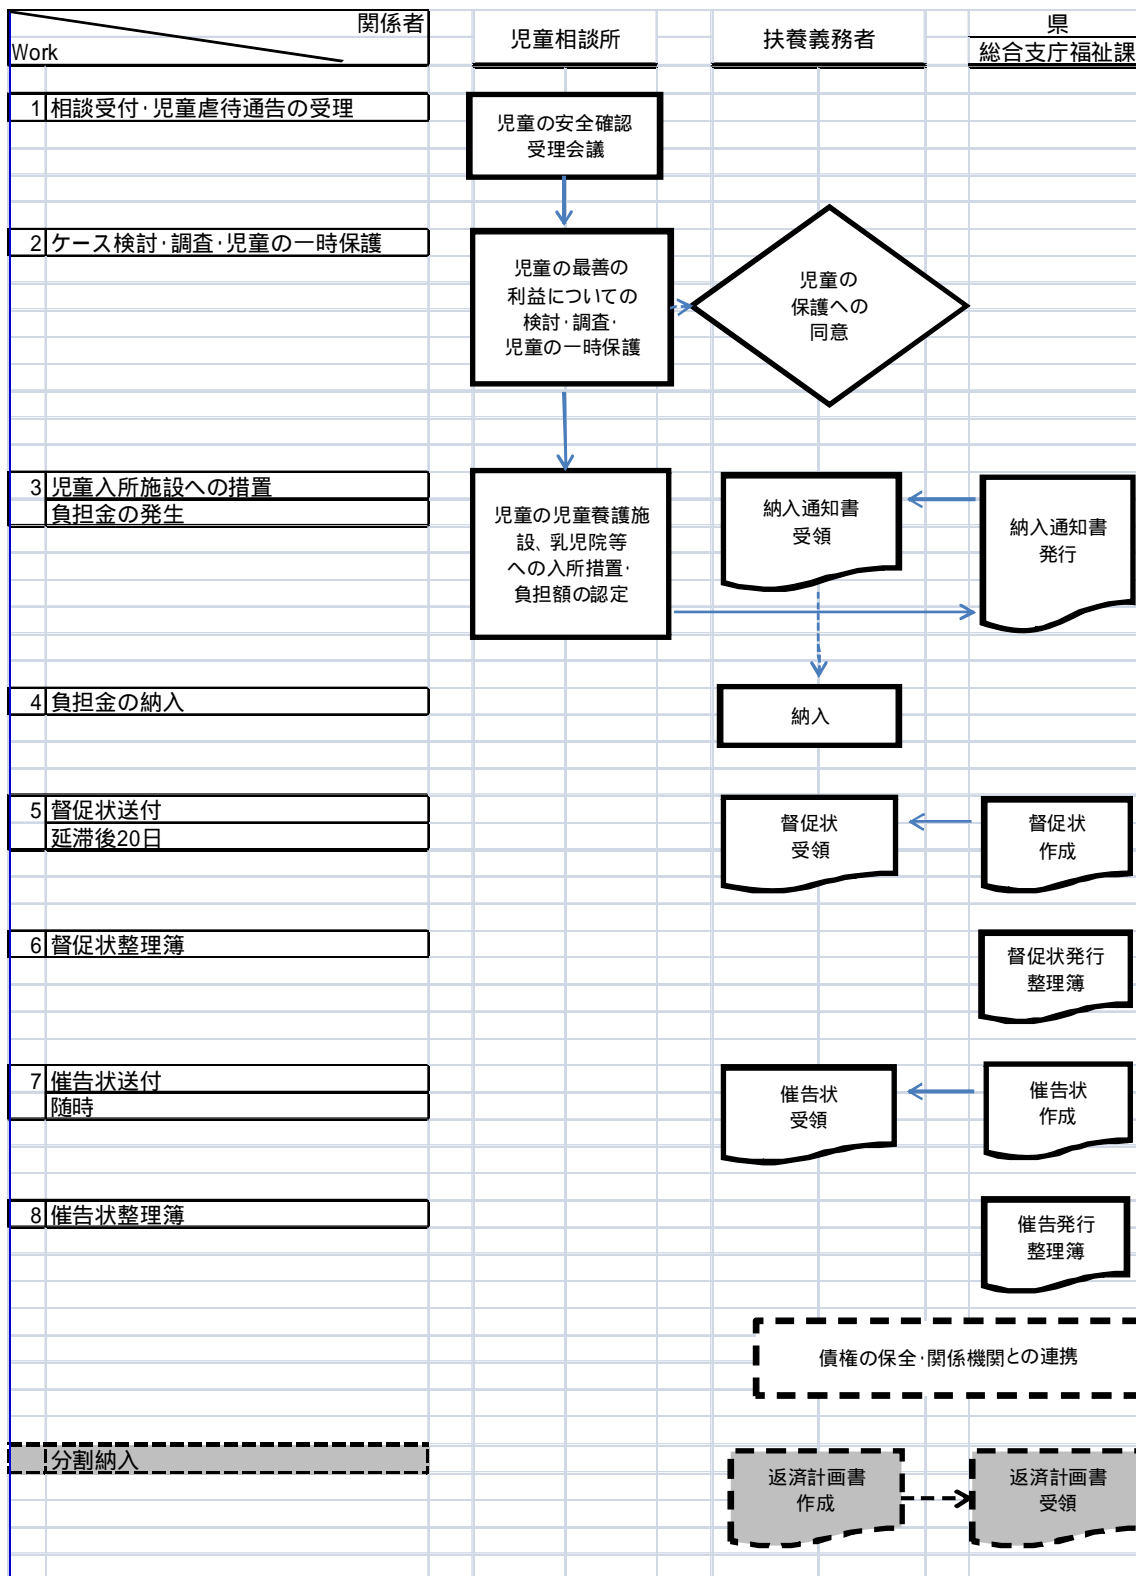 関係者
Work
児童相談所
扶養義務者
県
総合支庁福祉課
1 相談受付・児童虐待通告の受理
児童の安全確認
受理会議
2 ケース検討・調査・児童の一時保護
児童の最善の
利益についての
検討・調査・
児童の一時保護
児童の
保護への
同意
3 児童入所施設への措置
負担金の発生
児童の児童養護施
設、乳児院等
への入所措置・
負担額の認定
納入通知書
受領
納入通知書
発行
4 負担金の納入
納入
5 督促状送付
延滞後20日
督促状
受領
督促状
作成
6 督促状整理簿
督促状発行
整理簿
7 催告状送付
随時
催告状
受領
催告状
作成
8 催告状整理簿
催告発行
整理簿
債権の保全・関係機関との連携
分割納入
返済計画書
作成
返済計画書
受領